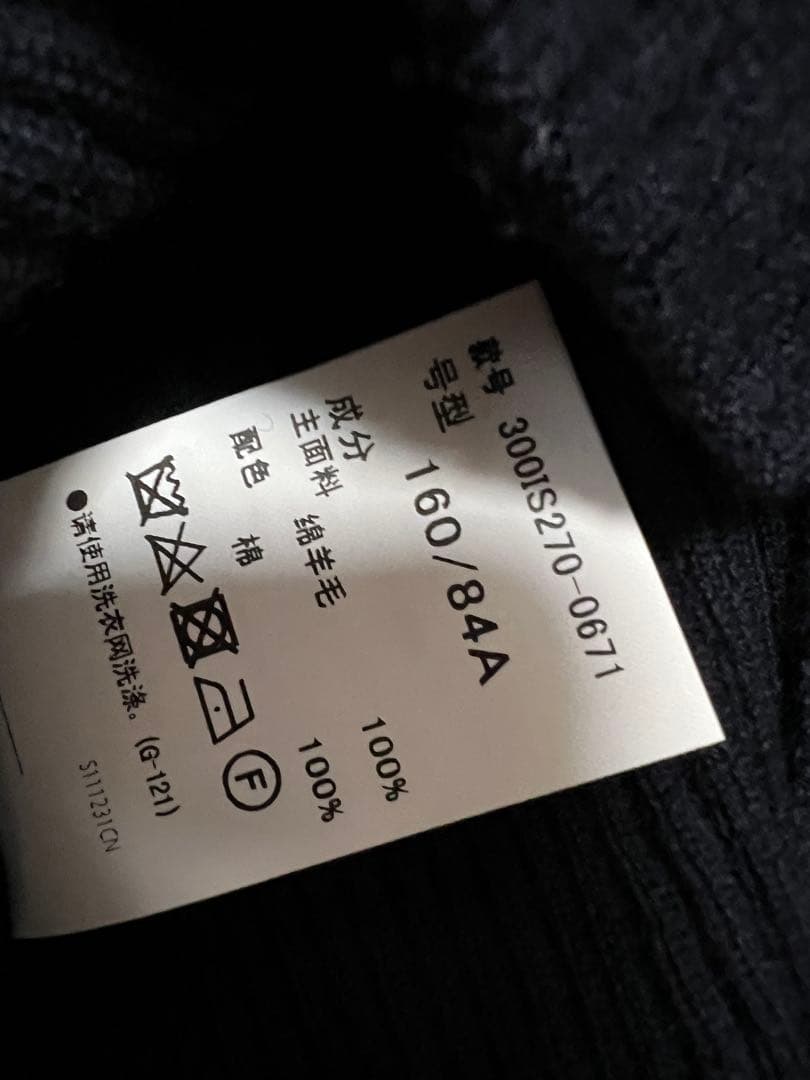 款号 300IS270-0671
号型 160/84A
成分
主面料 绵羊毛 100%
配色 棉 100%
F
●请使用洗衣网洗涤。(G-121)
S111231CN